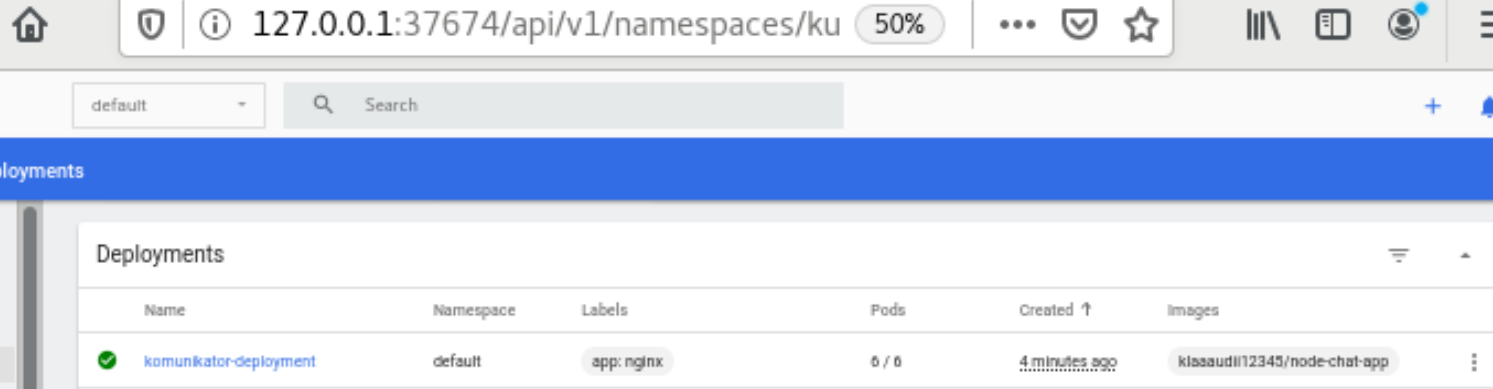 127.0.0.1:37674/api/v1/namespaces/ku 50%
default Search
loyments
Deployments
Name Namespace Labels Pods Created Images
komunikator-deployment default app: nginx 6 / 6 4 minutes ago klaaaudii12345/node-chat-app